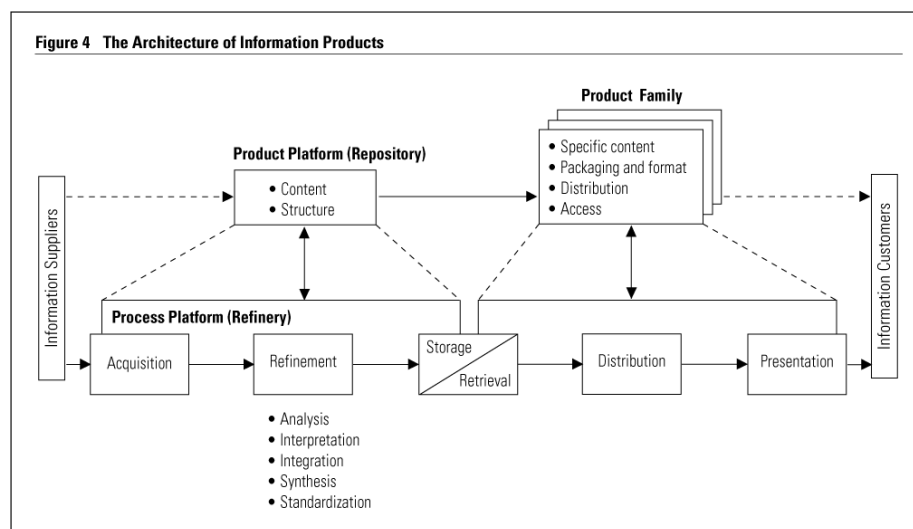 Figure 4 The Architecture of Information Products
Product Family
• Specific content
• Packaging and format
• Distribution
• Access
Product Platform (Repository)
• Content
• Structure
Information Suppliers
Information Customers
Process Platform (Refinery)
Acquisition
Refinement
Storage
Retrieval
Distribution
Presentation
• Analysis
• Interpretation
• Integration
• Synthesis
• Standardization